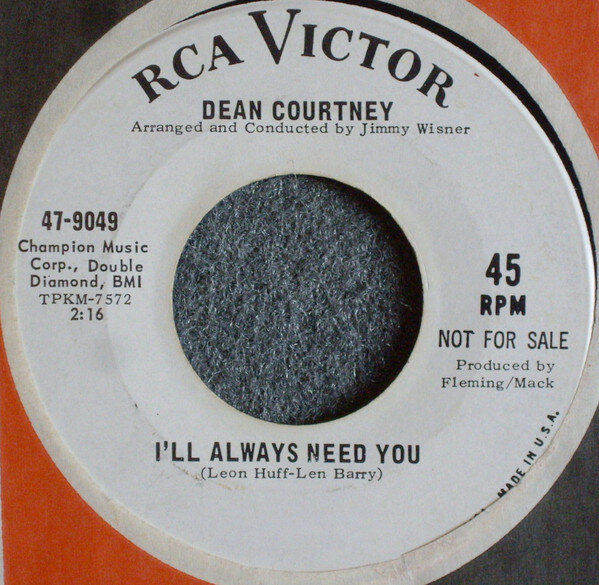 RCA VICTOR
DEAN COURTNEY
Arranged and Conducted by Jimmy Wisner
47-9049
Champion Music
Corp., Double
Diamond, BMI
TPKM-7572
2:16
45
RPM
NOT FOR SALE
Produced by
Fleming/Mack
I'LL ALWAYS NEED YOU
(Leon Huff-Len Barry)
MADE IN U.S.A.